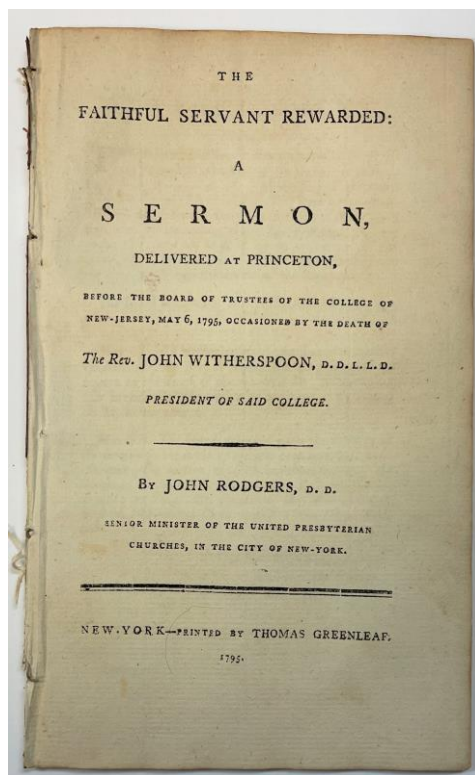 THE
FAITHFUL SERVANT REWARDED:
A
SERMON,
DELIVERED AT PRINCETON,
BEFORE THE BOARD OF TRUSTEES OF THE COLLEGE OF
NEW-JERSEY, MAY 6, 1795, OCCASIONED BY THE DEATH OF
The Rev. JOHN WITHERSPOON, D. D. L. L. D.
PRESIDENT OF SAID COLLEGE.
By JOHN RODGERS, D. D.
SENIOR MINISTER OF THE UNITED PRESBYTERIAN
CHURCHES, IN THE CITY OF NEW-YORK.
NEW-YORK—PRINTED BY THOMAS GREENLEAF.
1795.